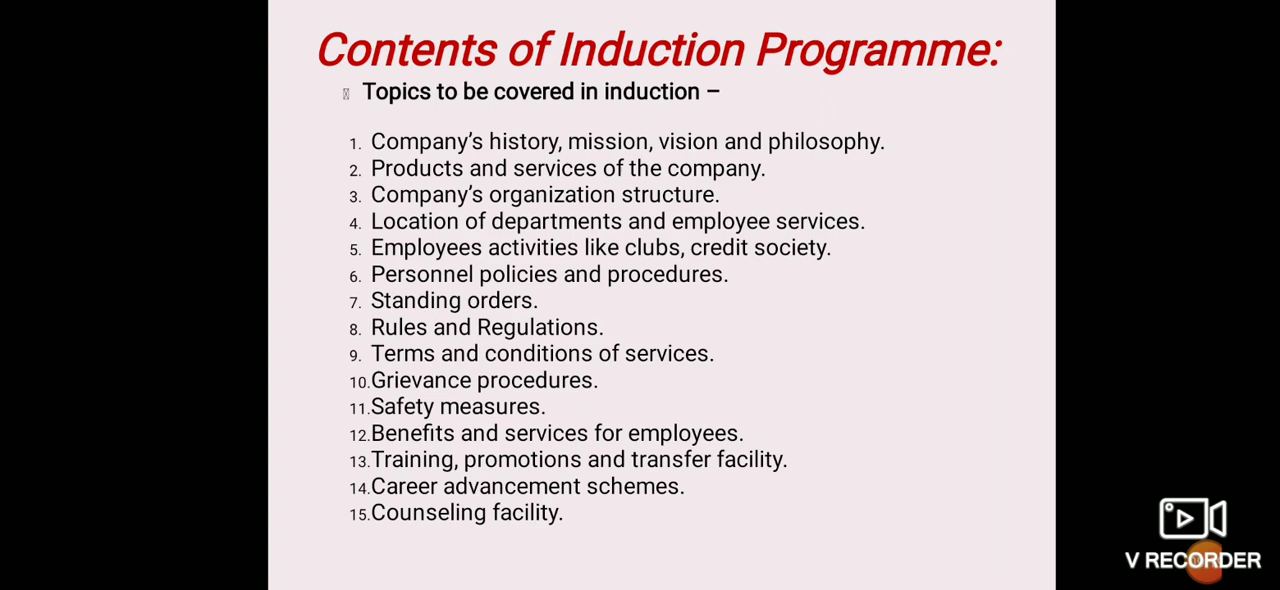 Contents of Induction Programme:
Topics to be covered in induction –
1. Company's history, mission, vision and philosophy.
2. Products and services of the company.
3. Company's organization structure.
4. Location of departments and employee services.
5. Employees activities like clubs, credit society.
6. Personnel policies and procedures.
7. Standing orders.
8. Rules and Regulations.
9. Terms and conditions of services.
10.Grievance procedures.
11.Safety measures.
12.Benefits and services for employees.
13.Training, promotions and transfer facility.
14.Career advancement schemes.
15.Counseling facility.
V RECORDER